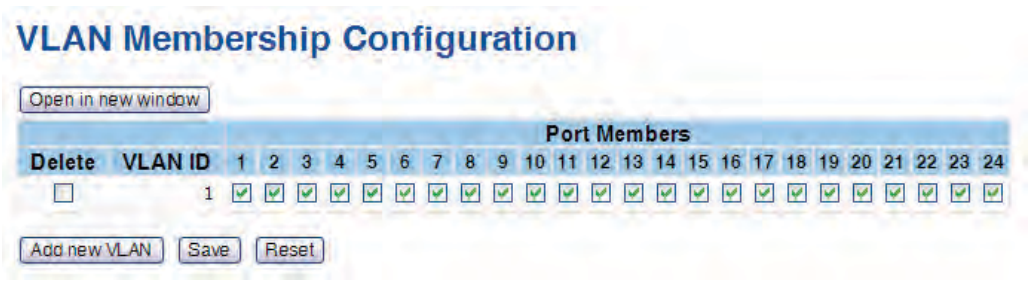 VLAN Membership Configuration
Open in new window
Port Members
Delete VLAN ID 1 2 3 4 5 6 7 8 9 10 11 12 13 14 15 16 17 18 19 20 21 22 23 24
1
Add new VLAN Save Reset